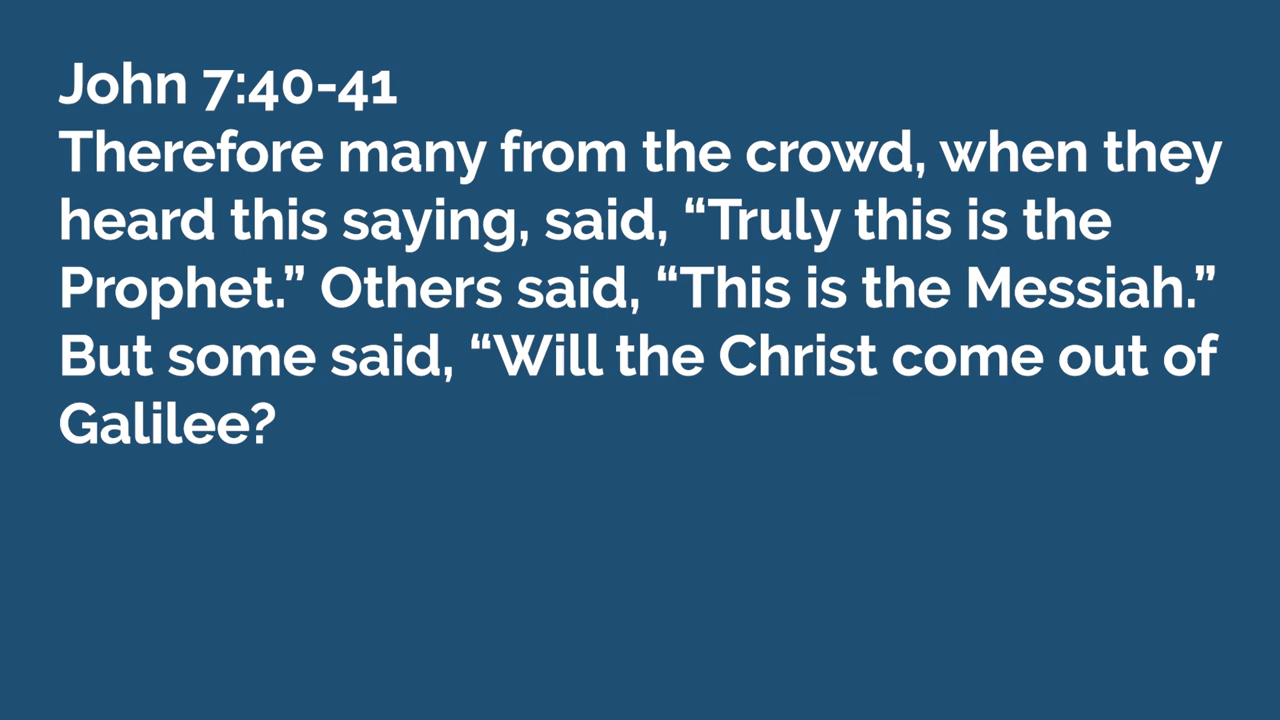 John 7:40-41
Therefore many from the crowd, when they
heard this saying, said, “Truly this is the
Prophet.” Others said, “This is the Messiah.”
But some said, “Will the Christ come out of
Galilee?